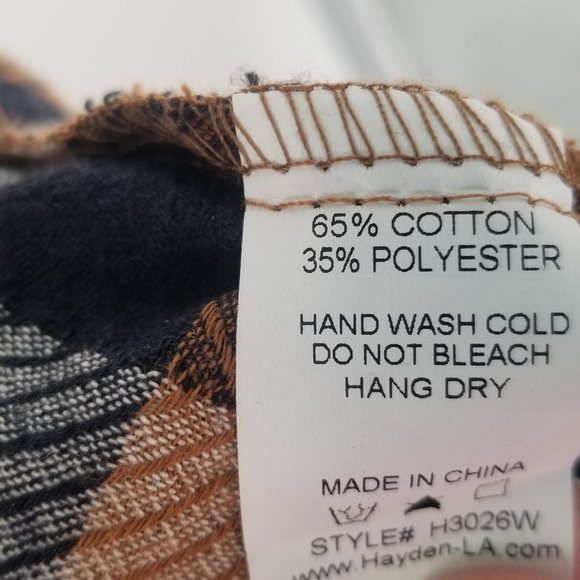 65% COTTON
35% POLYESTER
HAND WASH COLD
DO NOT BLEACH
HANG DRY
MADE IN CHINA
STYLE# H3026W
www.Hayden-LA.com